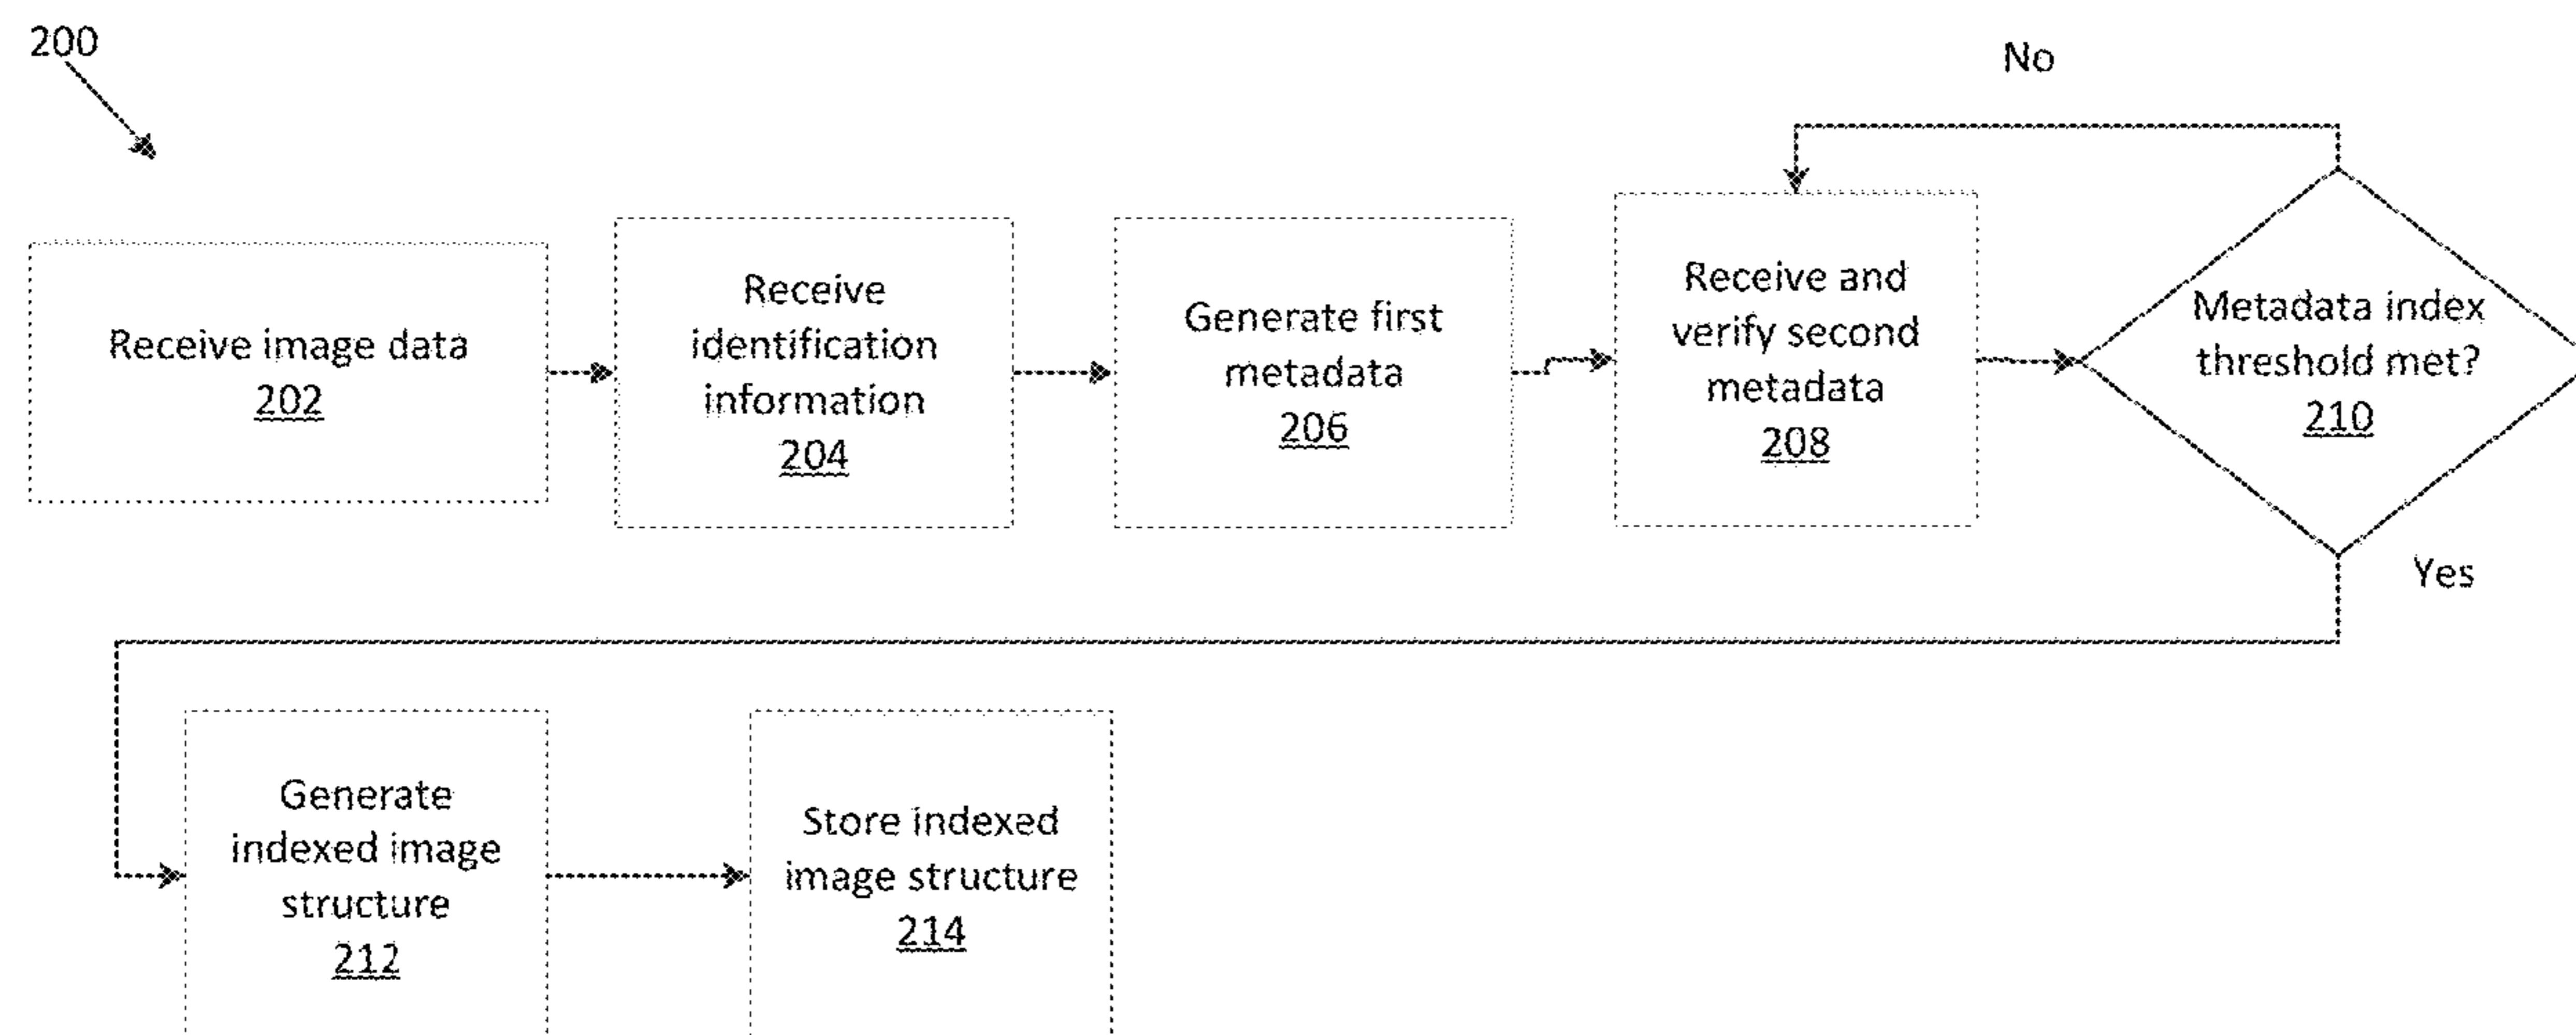 200
No
Receive image data
202
Receive
identification
information
204
Generate first
metadata
206
Receive and
verify second
metadata
208
Metadata index
threshold met?
210
Yes
Generate
indexed image
structure
212
Store indexed
image structure
214